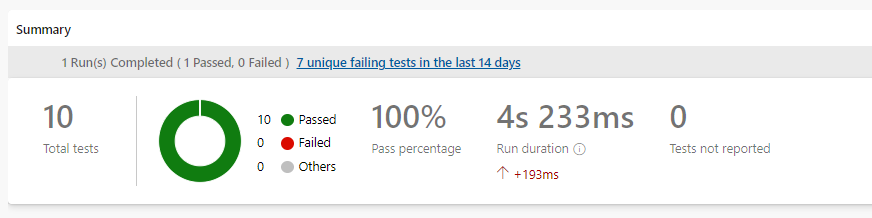 Summary
1 Run(s) Completed ( 1 Passed, 0 Failed ) 7 unique failing tests in the last 14 days
10
Total tests
10 Passed
0 Failed
0 Others
100%
Pass percentage
4s 233ms
Run duration
+193ms
0
Tests not reported